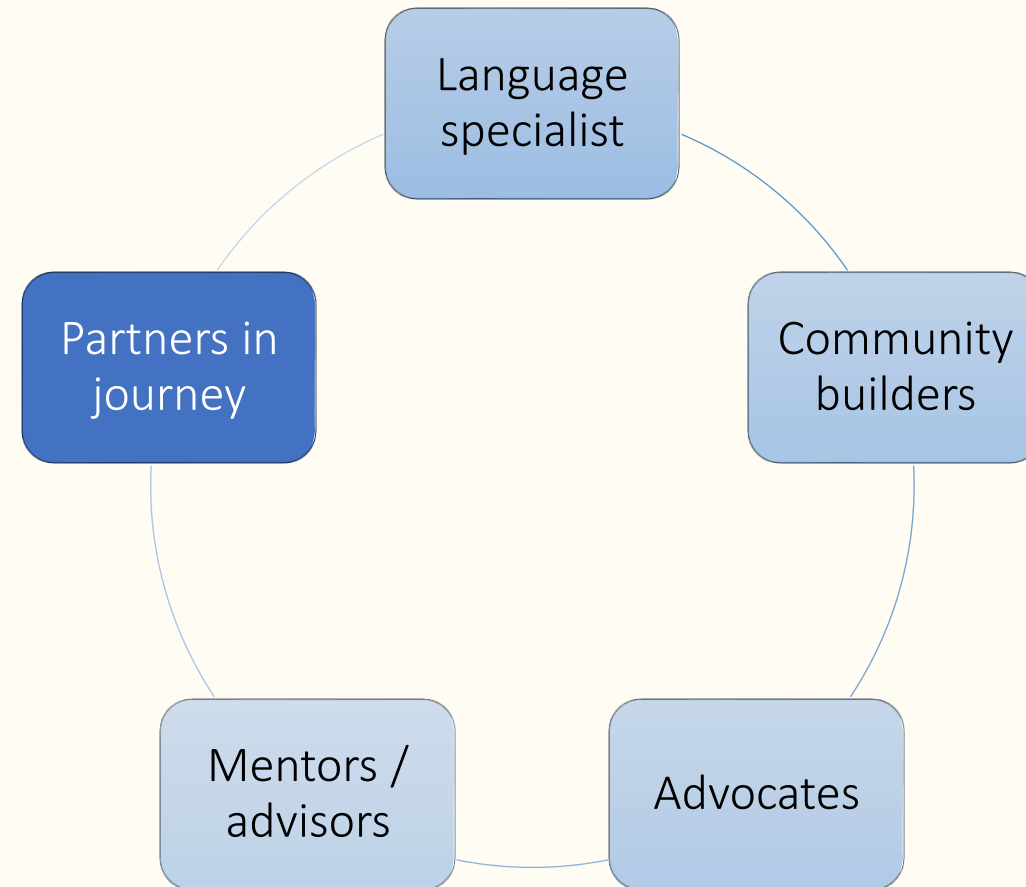 Language
specialist
Partners in
journey
Community
builders
Mentors /
advisors
Advocates